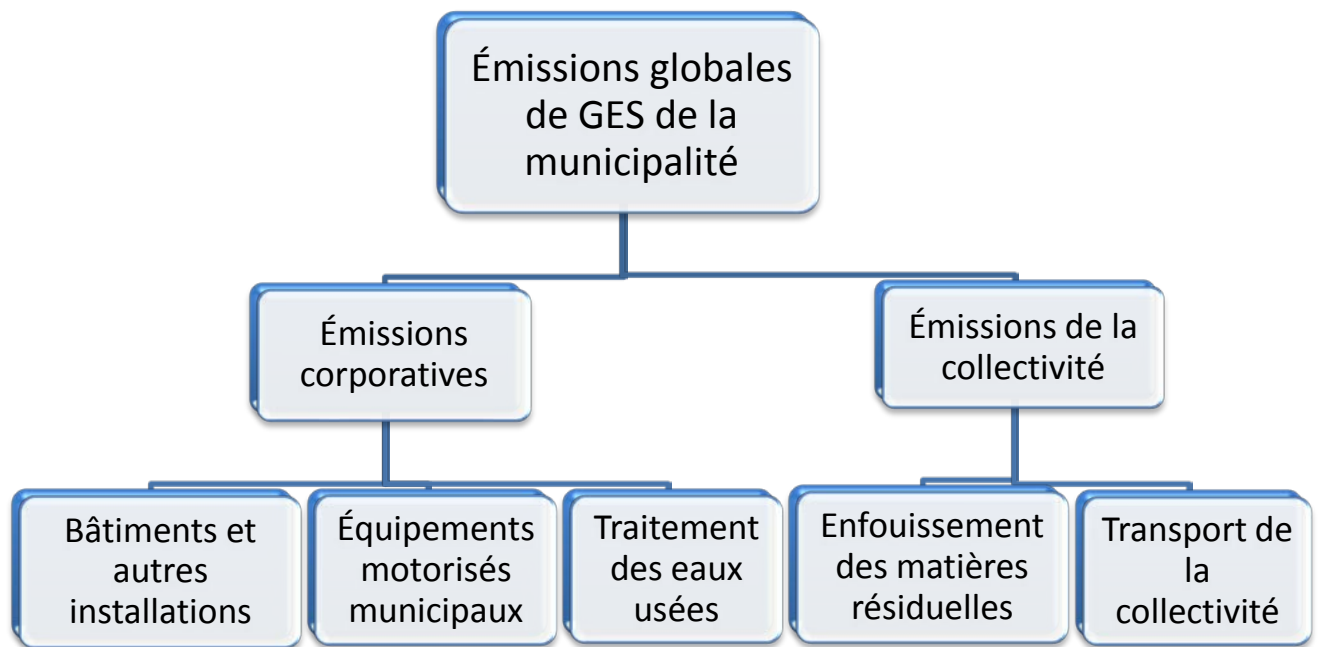 Émissions globales
de GES de la
municipalité
Émissions
corporatives
Émissions de la
collectivité
Bâtiments et
autres
installations
Équipements
motorisés
municipaux
Traitement
des eaux
usées
Enfouissement
des matières
résiduelles
Transport de
la
collectivité